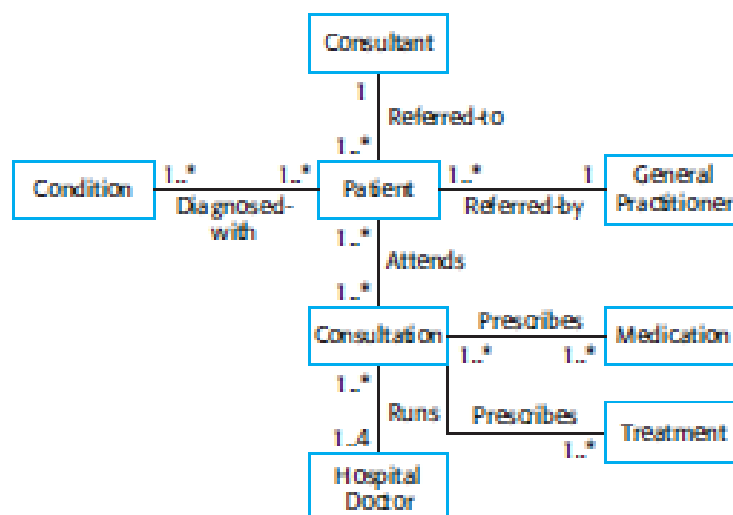 Consultant
1
Referred-to
1..*
Condition
1..*
1..*
Patient
1..*
1
General
Practitioner
Diagnosed-
with
Referred-by
1..*
Attends
1..*
Consultation
Prescribes
Medication
1..*
1..*
1..*
Runs
Prescribes
Treatment
1..4
1..*
Hospital
Doctor